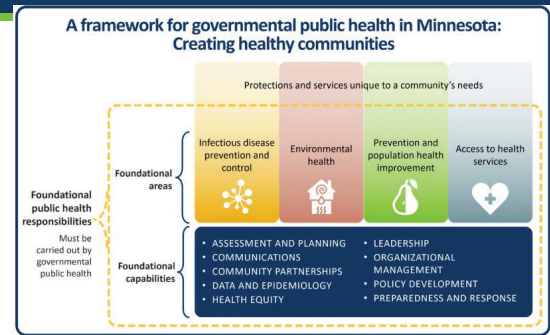 A framework for governmental public health in Minnesota:
Creating healthy communities
Protections and services unique to a community's needs
Foundational
public health
responsibilities
Must be
carried out by
governmental
public health
Foundational
areas
Infectious disease
prevention and
control
Environmental
health
Prevention and
population health
improvement
Access to health
services
Foundational
capabilities
• ASSESSMENT AND PLANNING
• COMMUNICATIONS
• COMMUNITY PARTNERSHIPS
• DATA AND EPIDEMIOLOGY
• HEALTH EQUITY
• LEADERSHIP
• ORGANIZATIONAL
MANAGEMENT
• POLICY DEVELOPMENT
• PREPAREDNESS AND RESPONSE